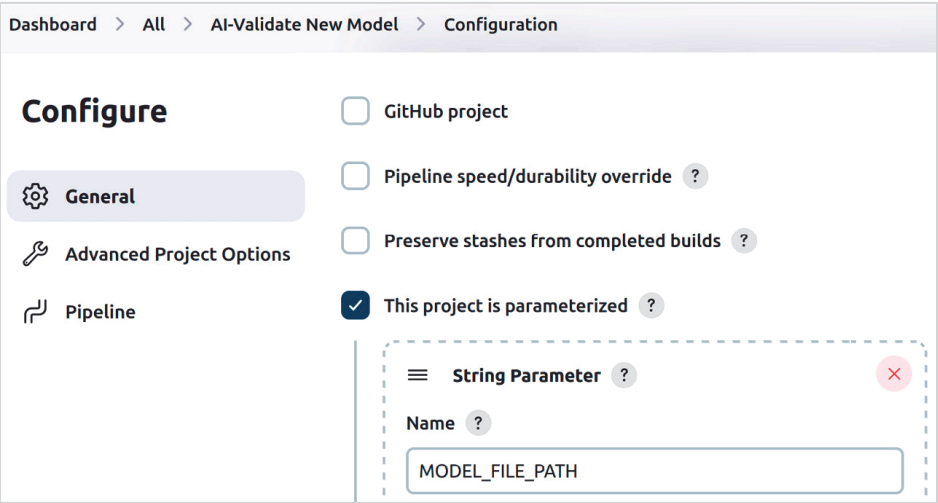 Dashboard > All > AI-Validate New Model > Configuration
Configure
General
Advanced Project Options
Pipeline
GitHub project
Pipeline speed/durability override ?
Preserve stashes from completed builds ?
This project is parameterized ?
String Parameter ?
Name ?
MODEL_FILE_PATH